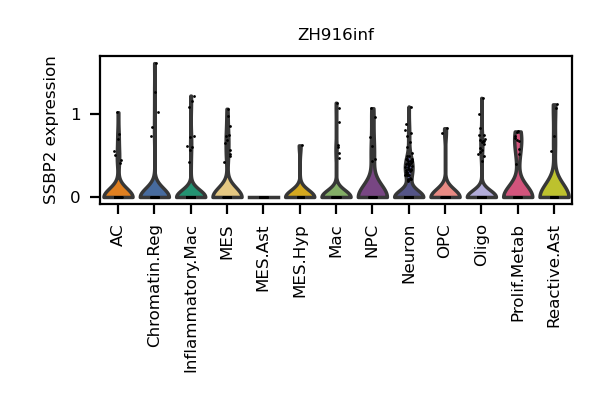 ZH916inf
SSBP2 expression
1
0
AC
Chromatin.Reg
Inflammatory.Mac
MES
MES.Ast
MES.Hyp
Mac
NPC
Neuron
OPC
Oligo
Prolif.Metab
Reactive.Ast